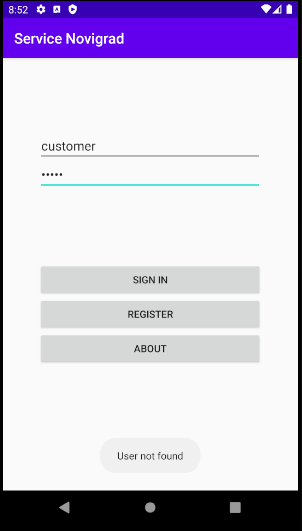 8:52
Service Novigrad
customer
•••••
SIGN IN
REGISTER
ABOUT
User not found